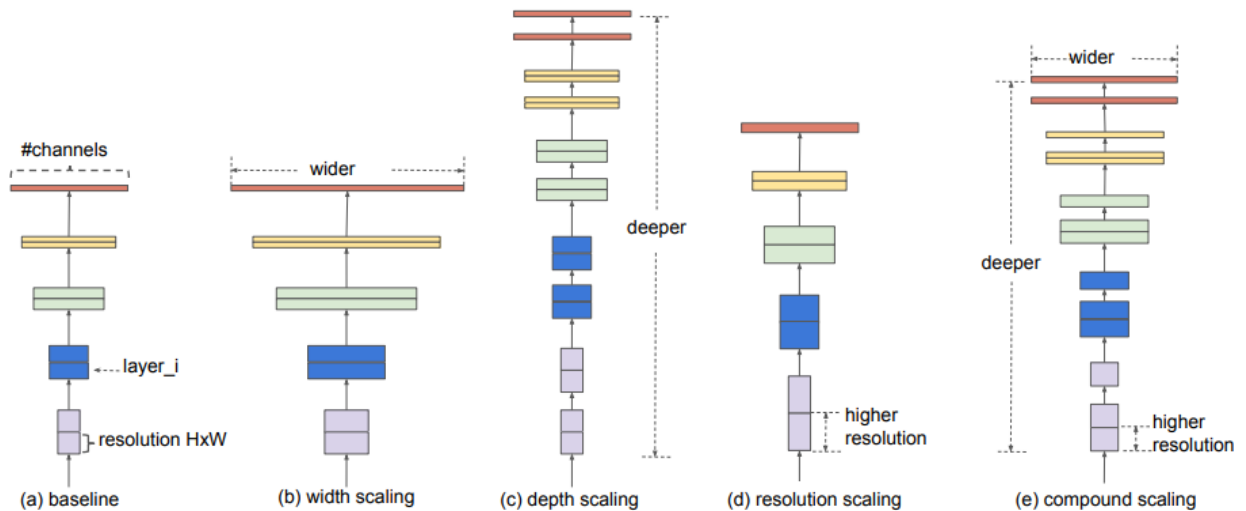 #channels
layer_i
resolution HxW
(a) baseline
wider
(b) width scaling
deeper
(c) depth scaling
higher
resolution
(d) resolution scaling
wider
deeper
higher
resolution
(e) compound scaling